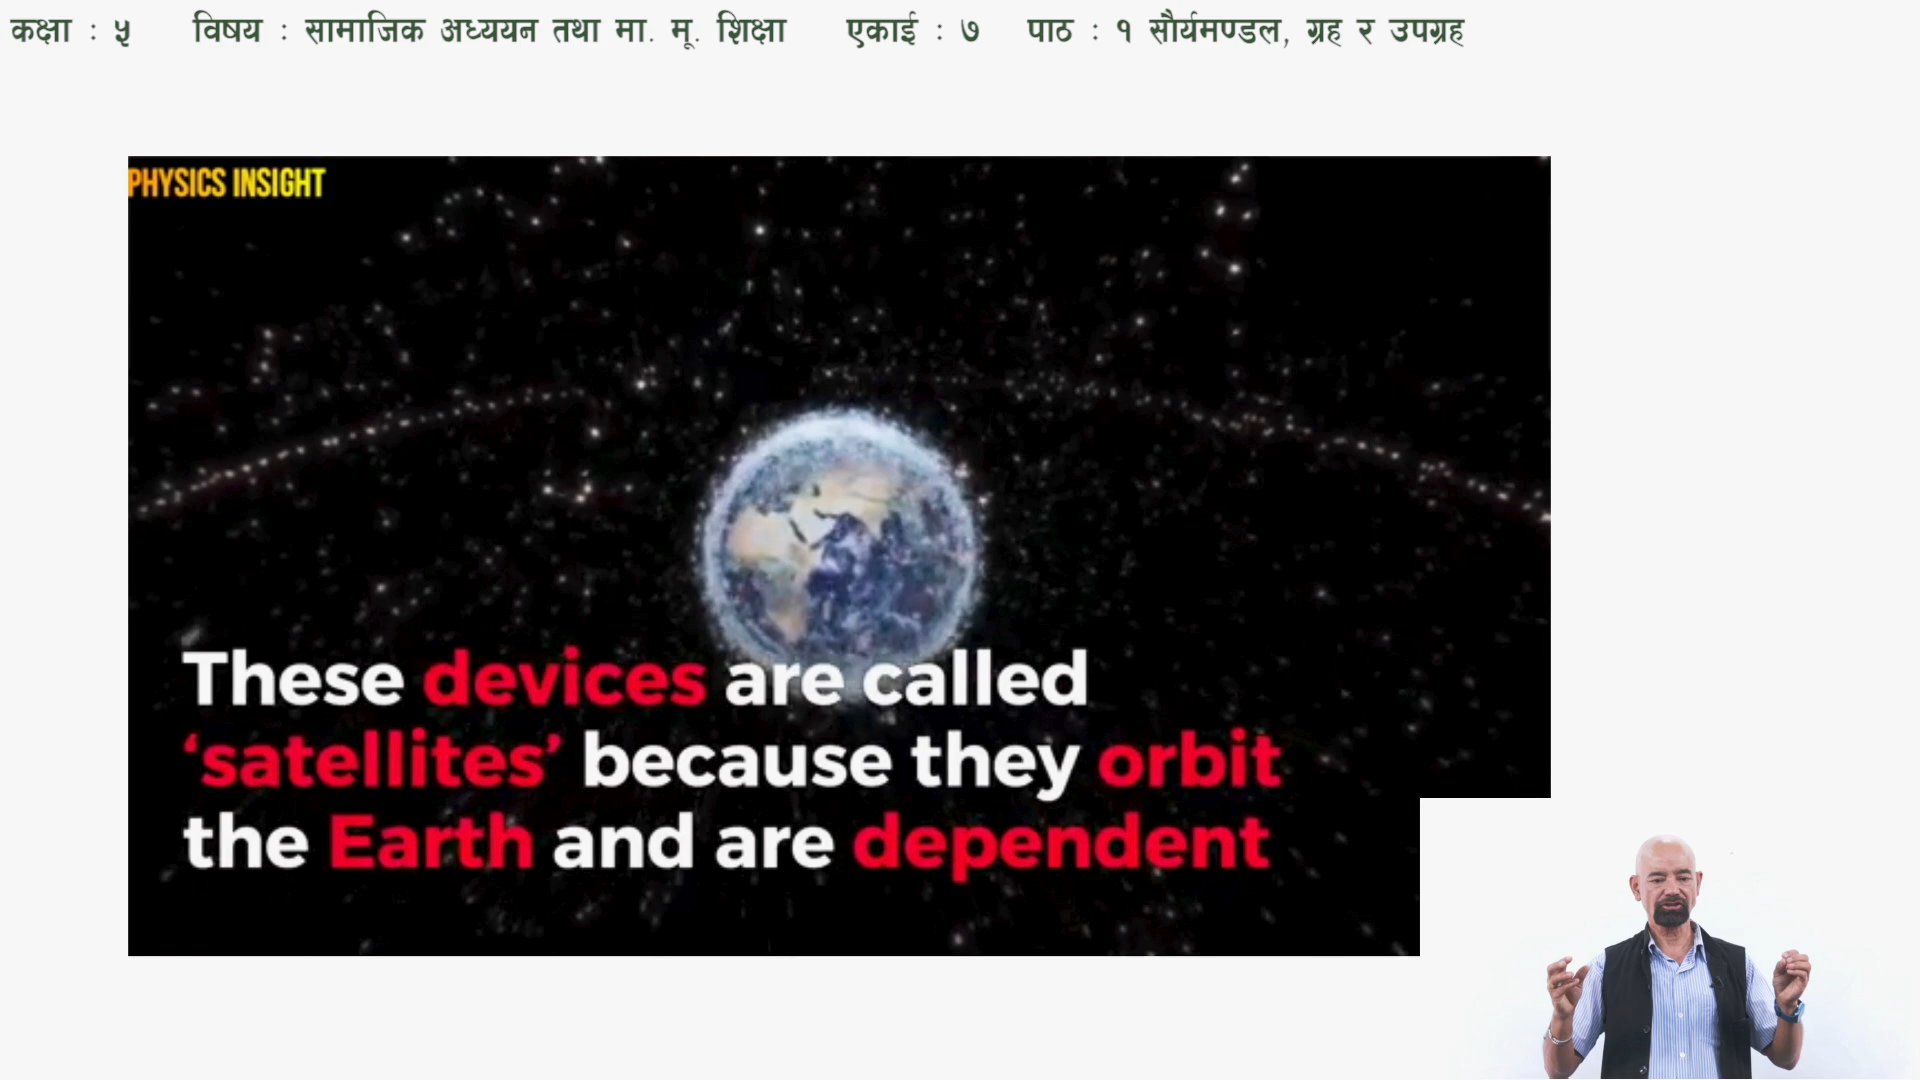 कक्षा : ५ विषय : सामाजिक अध्ययन तथा मा. मू. शिक्षा एकाई : ७ पाठ : १ सौर्यमण्डल, ग्रह र उपग्रह
PHYSICS INSIGHT
These devices are called
‘satellites’ because they orbit
the Earth and are dependent